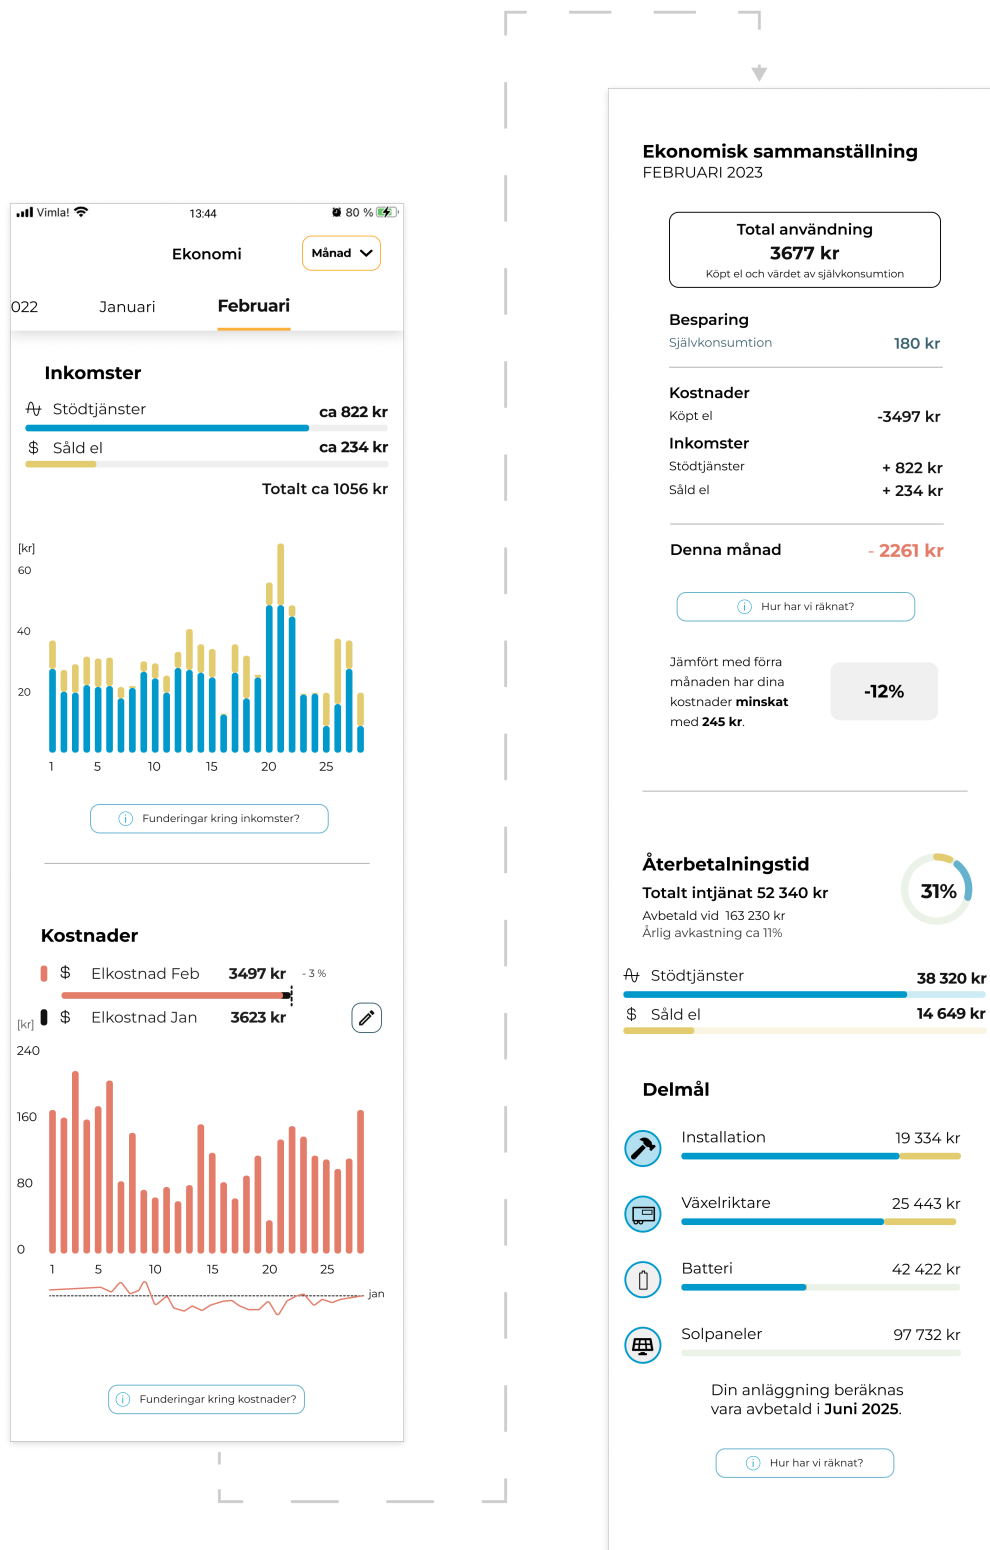 Vimla!
13:44
80 %
Ekonomi
Månad
022
Januari
Februari
Inkomster
Stödtjänster
ca 822 kr
$ Såld el
ca 234 kr
Totalt ca 1056 kr
[kr]
60
40
20
1 5 10 15 20 25
Funderingar kring inkomster?
Kostnader
$ Elkostnad Feb 3497 kr - 3 %
$ Elkostnad Jan 3623 kr
[kr]
240
160
80
0
1 5 10 15 20 25
jan
Funderingar kring kostnader?
Ekonomisk sammanställning
FEBRUARI 2023
Total användning
3677 kr
Köpt el och värdet av självkonsumtion
Besparing
Självkonsumtion 180 kr
Kostnader
Köpt el -3497 kr
Inkomster
Stödtjänster + 822 kr
Såld el + 234 kr
Denna månad - 2261 kr
Hur har vi räknat?
Jämfört med förra
månaden har dina
kostnader minskat
med 245 kr.
-12%
Återbetalningstid
Totalt intjänat 52 340 kr
Avbetald vid 163 230 kr
Årlig avkastning ca 11%
31%
Stödtjänster 38 320 kr
$ Såld el 14 649 kr
Delmål
Installation 19 334 kr
Växelriktare 25 443 kr
Batteri 42 422 kr
Solpaneler 97 732 kr
Din anläggning beräknas
vara avbetald i Juni 2025.
Hur har vi räknat?